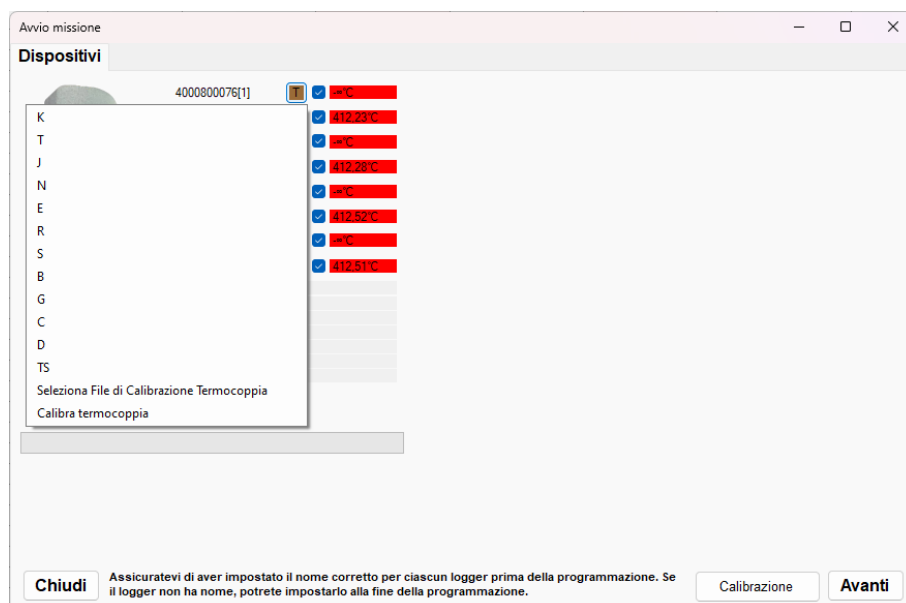 Avvio missione
Dispositivi
4000800076[1] T -∞°C
K 412,23°C
T -∞°C
J 412,28°C
N -∞°C
E 412,52°C
R -∞°C
S 412,51°C
B
G
C
D
TS
Seleziona File di Calibrazione Termocoppia
Calibra termocoppia
Chiudi
Assicuratevi di aver impostato il nome corretto per ciascun logger prima della programmazione. Se
il logger non ha nome, potrete impostarlo alla fine della programmazione.
Calibrazione
Avanti